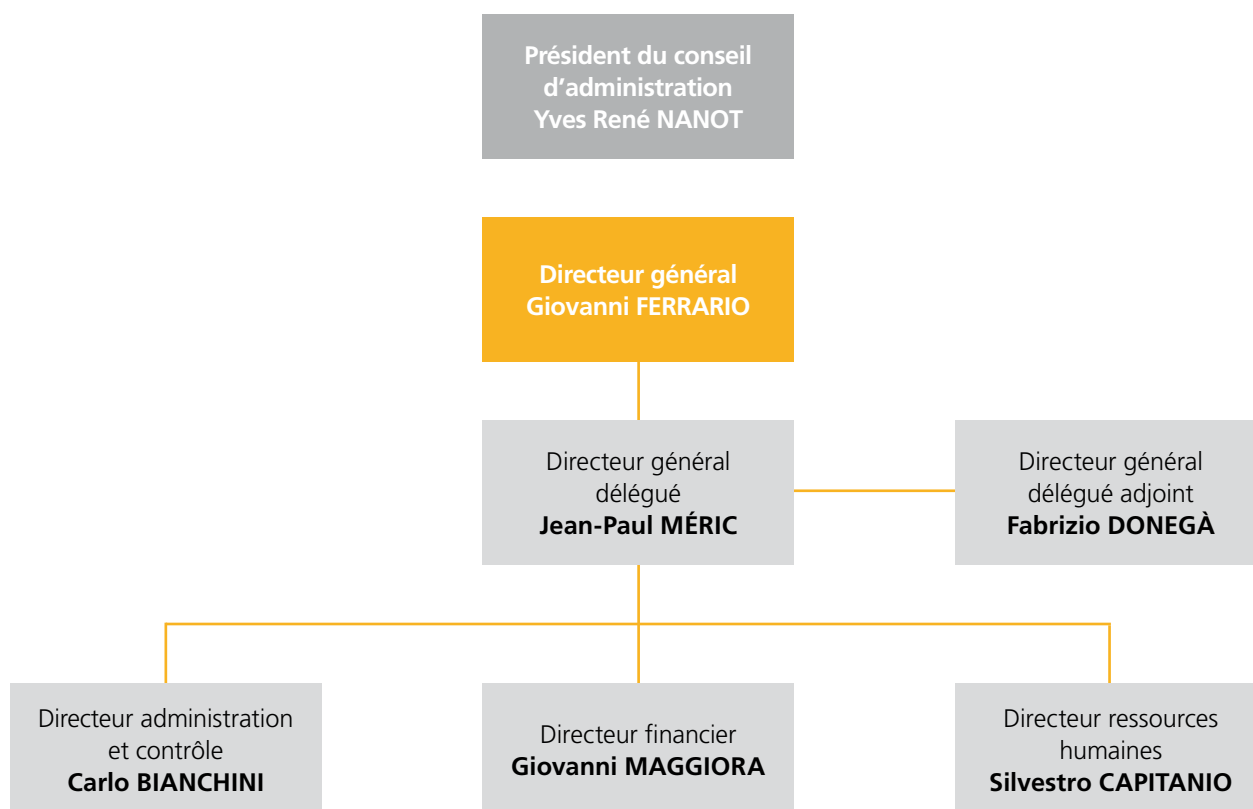 Président du conseil
d’administration
Yves René NANOT
Directeur général
Giovanni FERRARIO
Directeur général
délégué
Jean-Paul MÉRIC
Directeur général
délégué adjoint
Fabrizio DONEGÀ
Directeur administration
et contrôle
Carlo BIANCHINI
Directeur financier
Giovanni MAGGIORA
Directeur ressources
humaines
Silvestro CAPITANIO